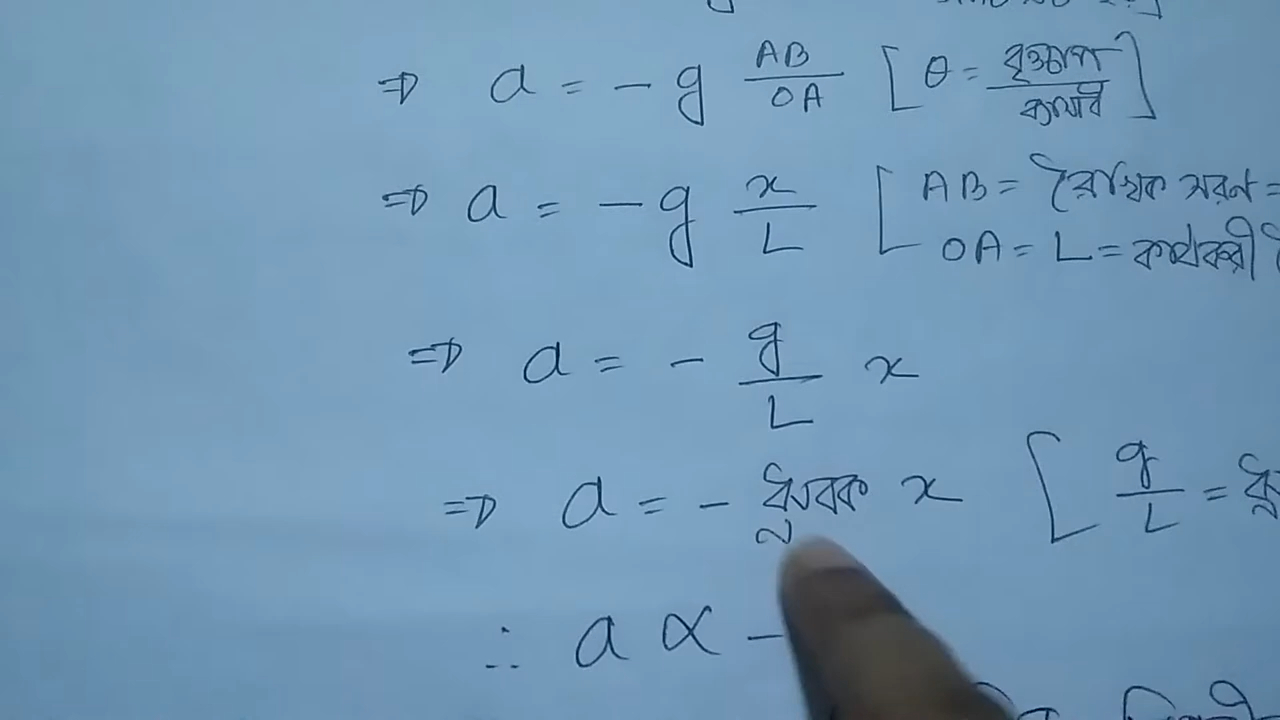 ⇒ a = - g AB/OA [θ = বৃত্তচাপ/ব্যাসার্ধ]
⇒ a = - g x/L [AB = রৈখিক সরণ =
OA = L = কার্যকরী
⇒ a = - g/L x
⇒ a = - ধ্রুবক x [g/L =
∴ a ∝ -